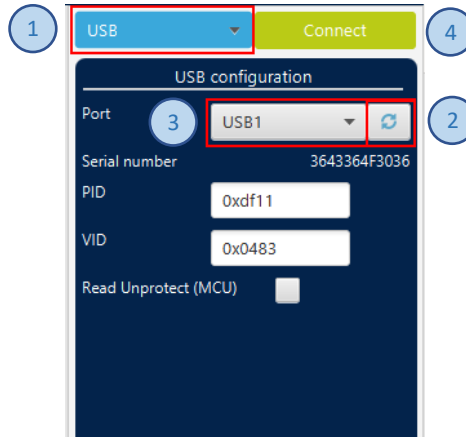 1
USB
Connect
4
USB configuration
Port
3
USB1
2
Serial number
3643364F3036
PID
0xdf11
VID
0x0483
Read Unprotect (MCU)